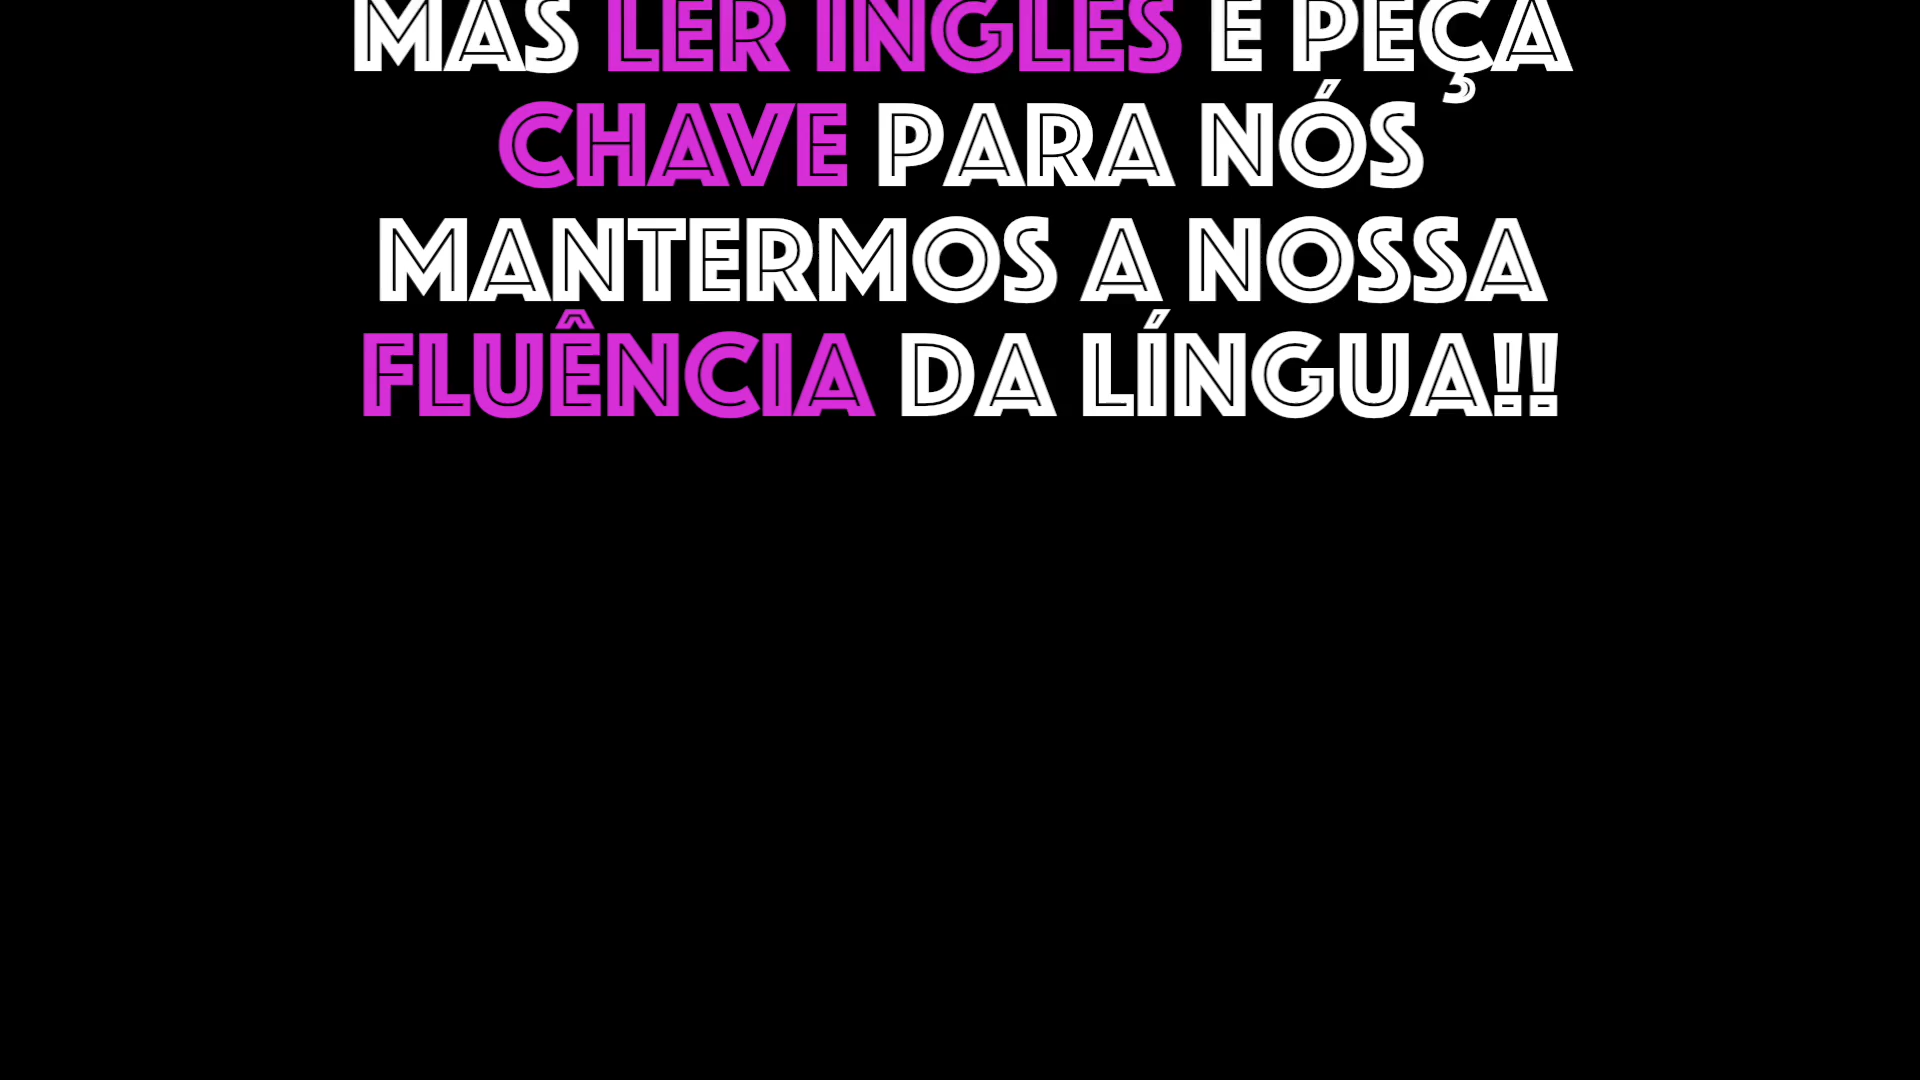 MAS LER INGLÊS É PEÇA
CHAVE PARA NÓS
MANTERMOS A NOSSA
FLUÊNCIA DA LÍNGUA!!